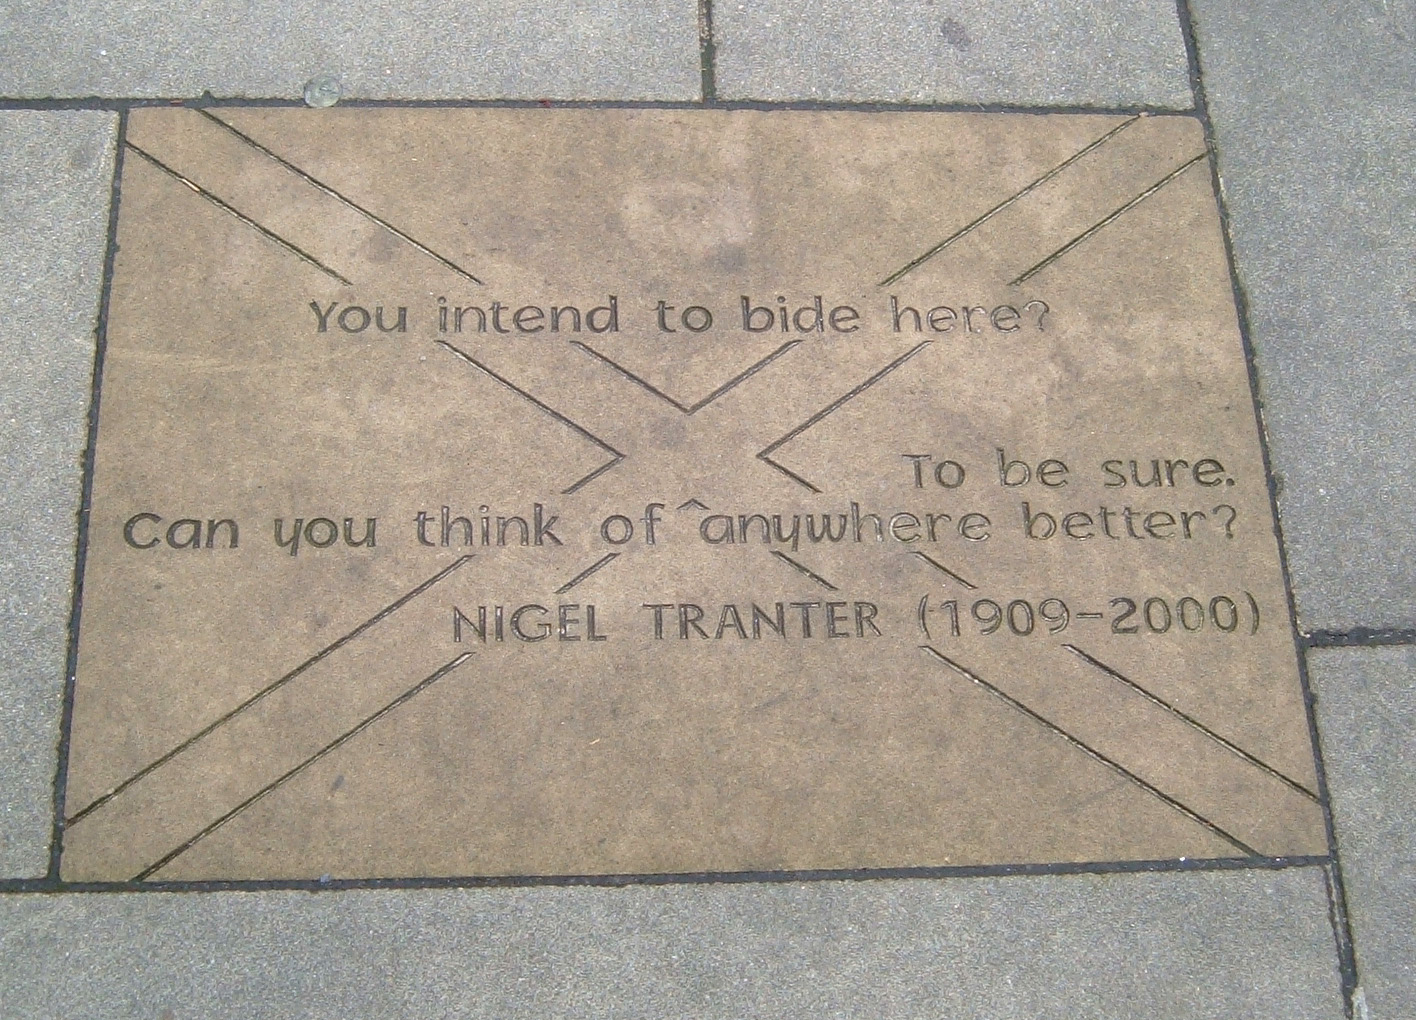 You intend to bide here?
To be sure.
Can you think of ^anywhere better?
NIGEL TRANTER (1909–2000)